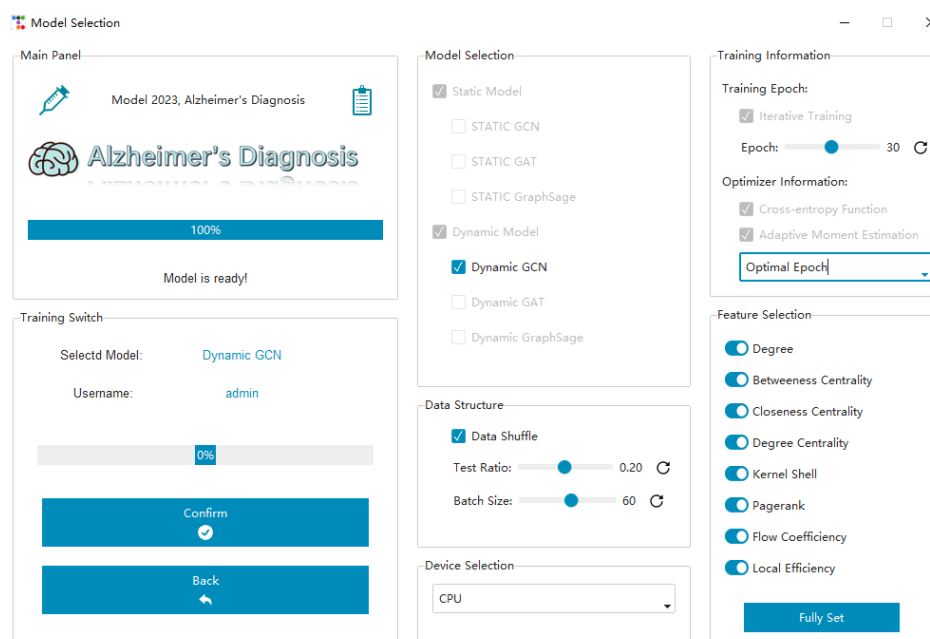 Model Selection
Main Panel
Model 2023, Alzheimer's Diagnosis
Alzheimer's Diagnosis
100%
Model is ready!
Training Switch
Selectd Model:
Dynamic GCN
Username:
admin
0%
Confirm
Back
Model Selection
Static Model
STATIC GCN
STATIC GAT
STATIC GraphSage
Dynamic Model
Dynamic GCN
Dynamic GAT
Dynamic GraphSage
Data Structure
Data Shuffle
Test Ratio:
0.20
Batch Size:
60
Device Selection
CPU
Training Information
Training Epoch:
Iterative Training
Epoch:
30
Optimizer Information:
Cross-entropy Function
Adaptive Moment Estimation
Optimal Epoch
Feature Selection
Degree
Betweeness Centrality
Closeness Centrality
Degree Centrality
Kernel Shell
Pagerank
Flow Coefficiency
Local Efficiency
Fully Set